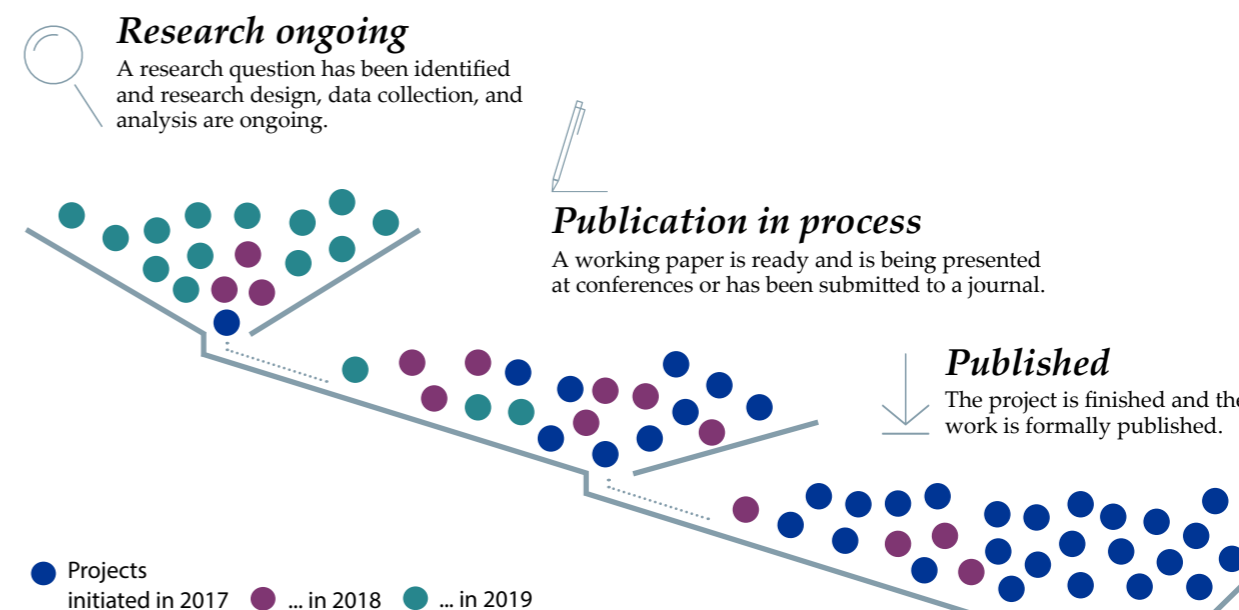 Research ongoing
A research question has been identified
and research design, data collection, and
analysis are ongoing.
Publication in process
A working paper is ready and is being presented
at conferences or has been submitted to a journal.
Published
The project is finished and the
work is formally published.
Projects
initiated in 2017
... in 2018
... in 2019